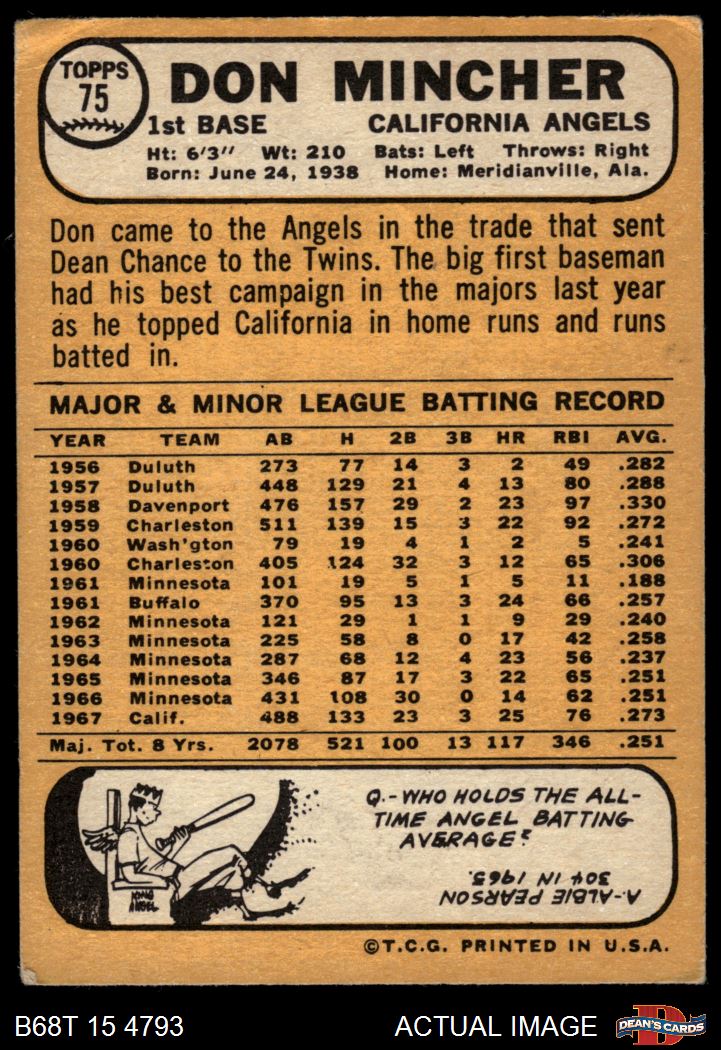 TOPPS
75
DON MINCHER
1st BASE CALIFORNIA ANGELS
Ht: 6'3" Wt: 210 Bats: Left Throws: Right
Born: June 24, 1938 Home: Meridianville, Ala.
Don came to the Angels in the trade that sent
Dean Chance to the Twins. The big first baseman
had his best campaign in the majors last year
as he topped California in home runs and runs
batted in.
MAJOR & MINOR LEAGUE BATTING RECORD
YEAR TEAM AB H 2B 3B HR RBI AVG.
1956 Duluth 273 77 14 3 2 49 .282
1957 Duluth 448 129 21 4 13 80 .288
1958 Davenport 476 157 29 2 23 97 .330
1959 Charleston 511 139 15 3 22 92 .272
1960 Wash'gton 79 19 4 1 2 5 .241
1960 Charleston 405 124 32 3 12 65 .306
1961 Minnesota 101 19 5 1 5 11 .188
1961 Buffalo 370 95 13 3 24 66 .257
1962 Minnesota 121 29 1 1 9 29 .240
1963 Minnesota 225 58 8 0 17 42 .258
1964 Minnesota 287 68 12 4 23 56 .237
1965 Minnesota 346 87 17 3 22 65 .251
1966 Minnesota 431 108 30 0 14 62 .251
1967 Calif. 488 133 23 3 25 76 .273
Maj. Tot. 8 Yrs. 2078 521 100 13 117 346 .251
Q.-WHO HOLDS THE ALL-
TIME ANGEL BATTING
AVERAGE?
A.-ALBIE PEARSON
304 IN 1965.
KING
ANGEL
©T.C.G. PRINTED IN U.S.A.
B68T 15 4793 ACTUAL IMAGE
D
DEAN'S CARDS